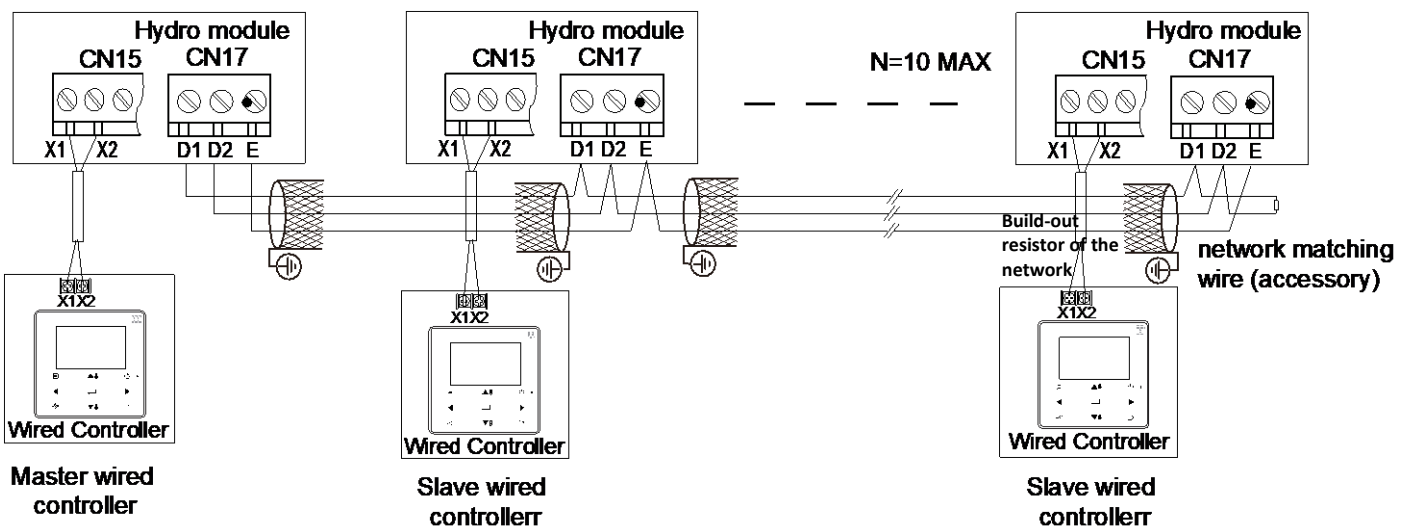 Hydro module
CN15 CN17
X1 X2 D1 D2 E
X1X2
Wired Controller
Master wired
controller
Hydro module
CN15 CN17
X1 X2 D1 D2 E
X1X2
Wired Controller
Slave wired
controllerr
N=10 MAX
Hydro module
CN15 CN17
X1 X2 D1 D2 E
Build-out
resistor of the
network
network matching
wire (accessory)
X1X2
Wired Controller
Slave wired
controllerr